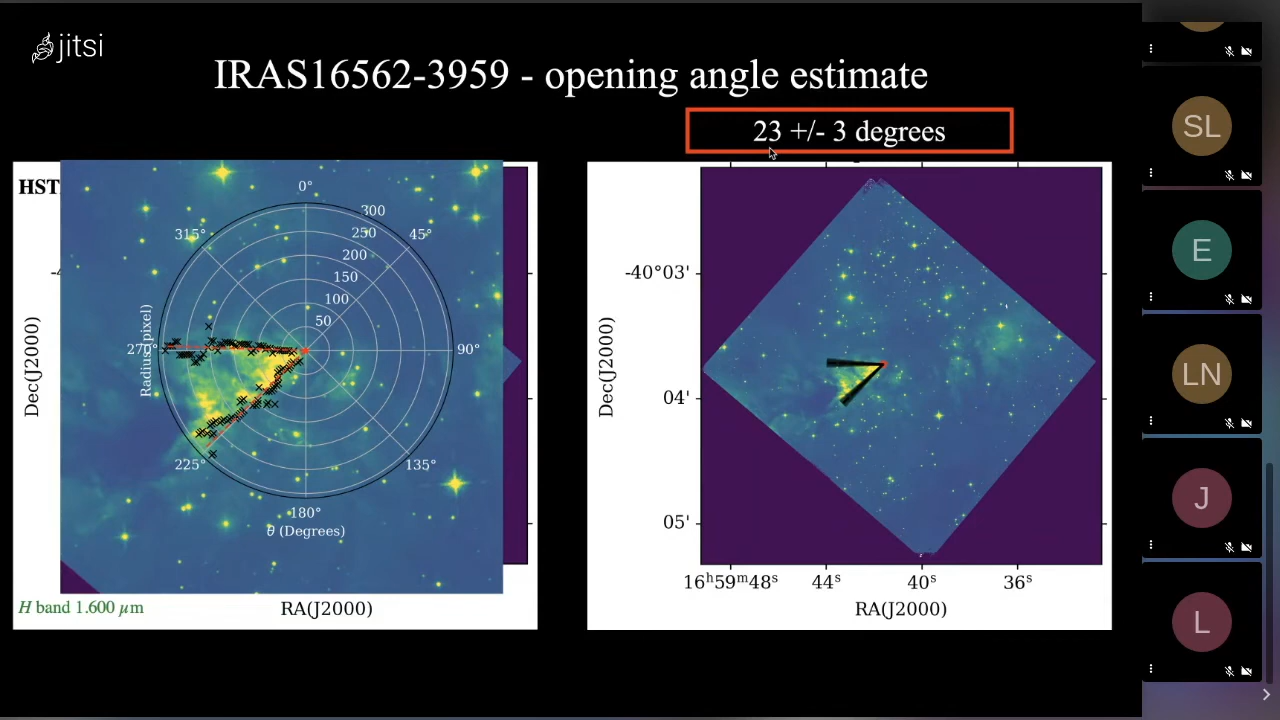 jitsi
IRAS16562-3959 - opening angle estimate
23 +/- 3 degrees
HST
0°
300
315°
250
45°
200
150
100
50
270°
90°
Radius (pixel)
225°
135°
180°
θ (Degrees)
Dec(J2000)
H band 1.600 μm
RA(J2000)
-40°03'
04'
05'
Dec(J2000)
16ʰ59ᵐ48ˢ
44ˢ
40ˢ
36ˢ
RA(J2000)
SL
E
LN
J
L